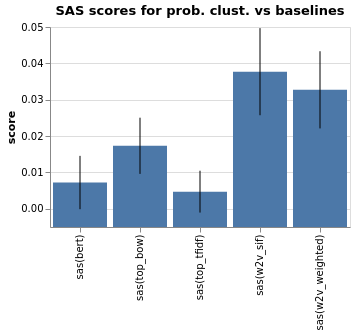 SAS scores for prob. clust. vs baselines
0.05
0.04
0.03
0.02
0.01
0.00
score
sas(bert)
sas(top_bow)
sas(top_tfidf)
sas(w2v_sif)
sas(w2v_weighted)